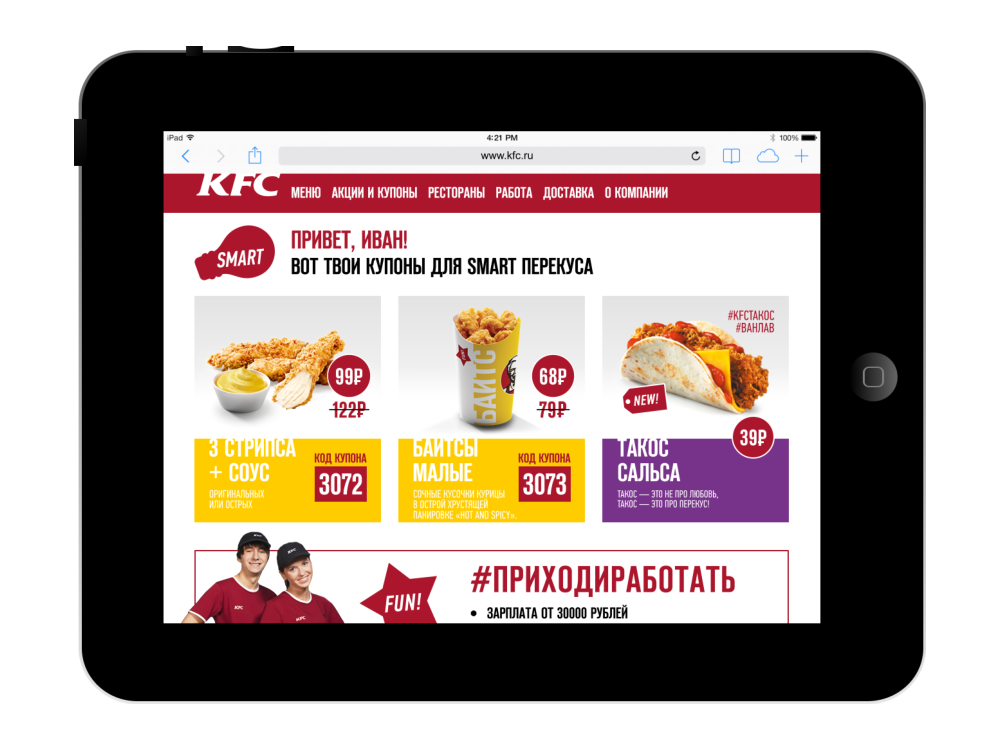 iPad
4:21 PM
100%
www.kfc.ru
KFC
МЕНЮ АКЦИИ И КУПОНЫ РЕСТОРАНЫ РАБОТА ДОСТАВКА О КОМПАНИИ
SMART
ПРИВЕТ, ИВАН!
ВОТ ТВОИ КУПОНЫ ДЛЯ SMART ПЕРЕКУСА
99₽
122₽
3 СТРИПСА
+ СОУС
ОРИГИНАЛЬНЫХ
ИЛИ ОСТРЫХ
КОД КУПОНА
3072
FUN!
БАЙТС
68₽
79₽
БАЙТСЫ
МАЛЫЕ
СОЧНЫЕ КУСОЧКИ КУРИЦЫ
В ОСТРОЙ ХРУСТЯЩЕЙ
ПАНИРОВКЕ «HOT AND SPICY».
КОД КУПОНА
3073
#KFCТАКОС
#ВАНЛАВ
NEW!
39₽
ТАКОС
САЛЬСА
ТАКОС — ЭТО НЕ ПРО ЛЮБОВЬ,
ТАКОС — ЭТО ПРО ПЕРЕКУС!
KFC
KFC
FUN!
#ПРИХОДИРАБОТАТЬ
• ЗАРПЛАТА ОТ 30000 РУБЛЕЙ